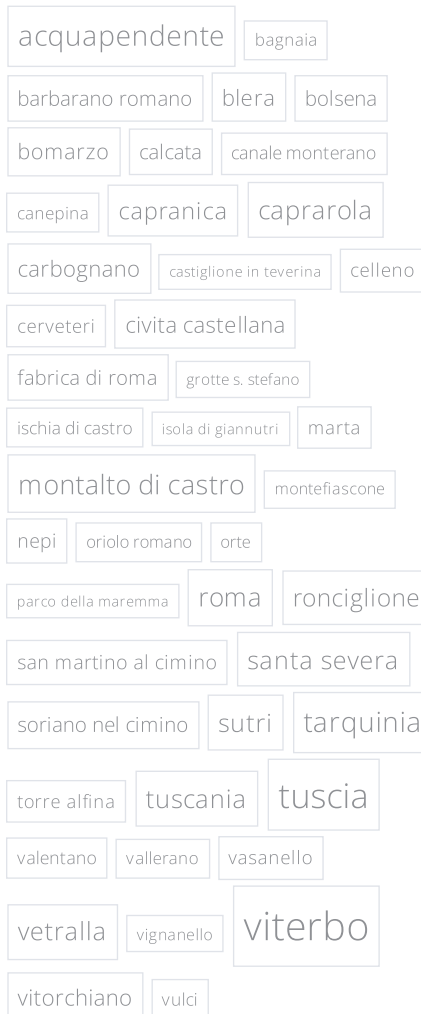 acquapendente bagnaia
barbarano romano blera bolsena
bomarzo calcata canale monterano
canepina capranica caprarola
carbognano castiglione in teverina celleno
cerveteri civita castellana
fabrica di roma grotte s. stefano
ischia di castro isola di giannutri marta
montalto di castro montefiascone
nepi oriolo romano orte
parco della maremma roma ronciglione
san martino al cimino santa severa
soriano nel cimino sutri tarquinia
torre alfina tuscania tuscia
valentano vallerano vasanello
vetralla vignanello viterbo
vitorchiano vulci